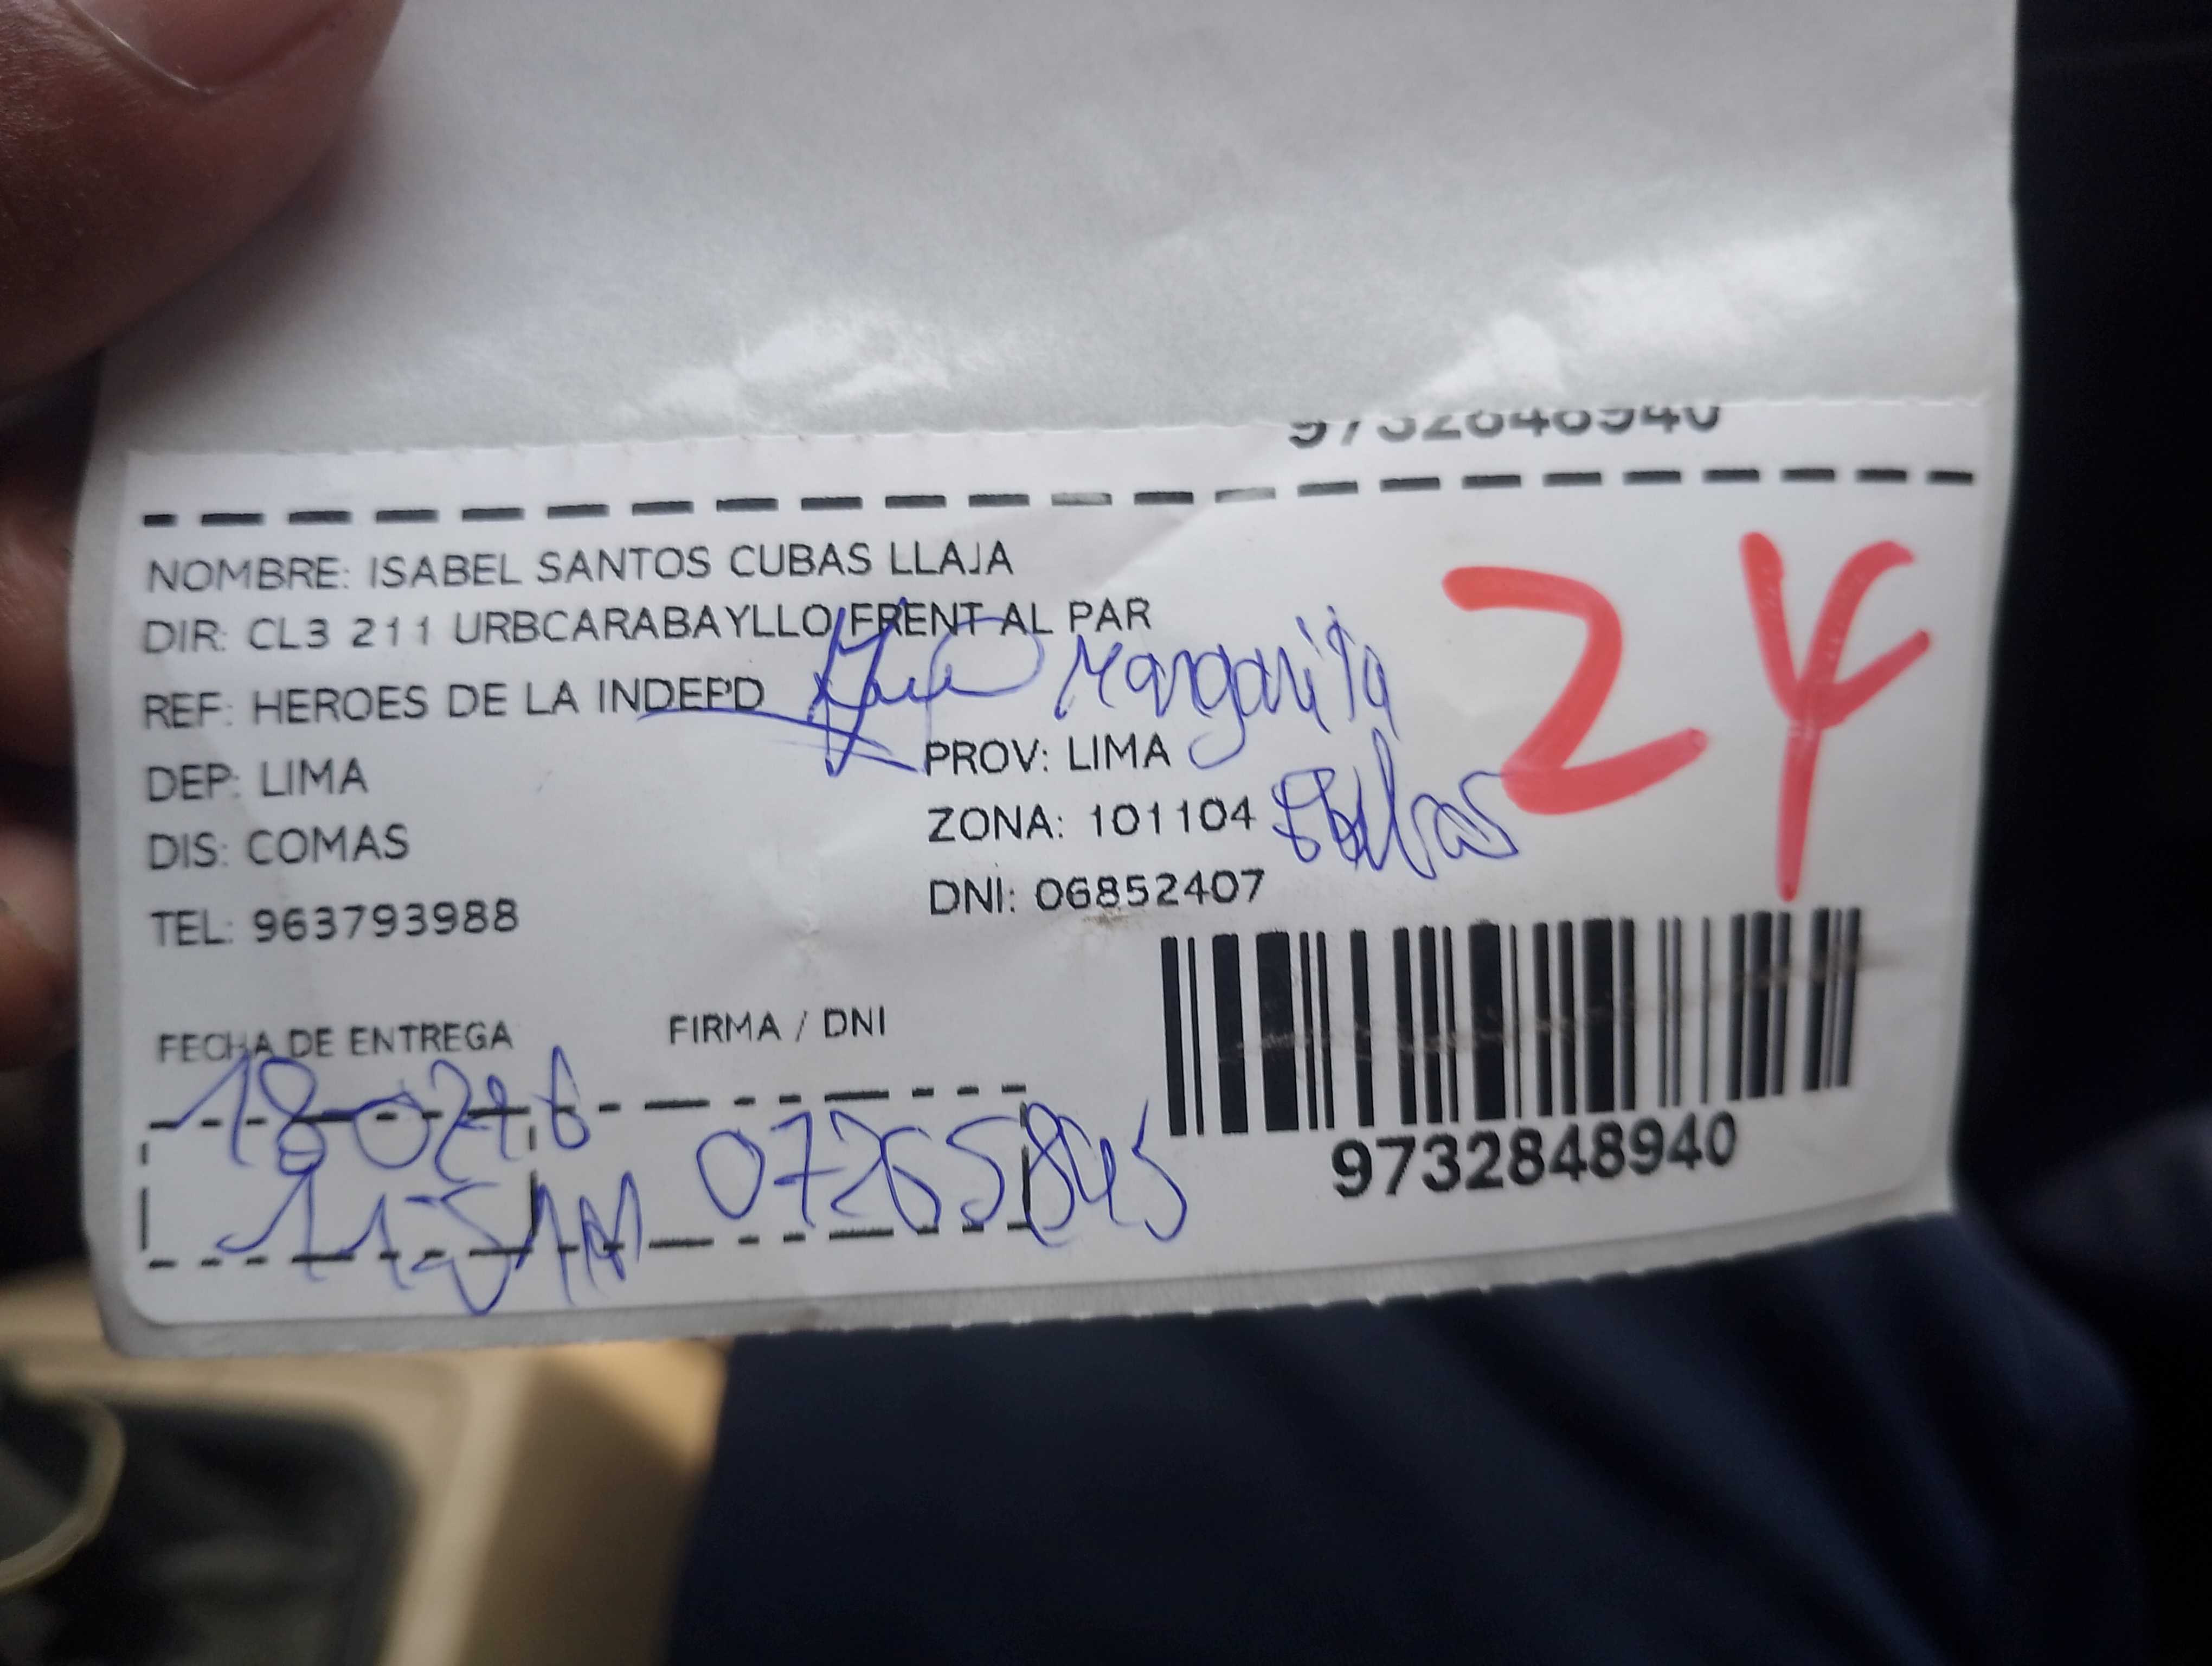 9732848940
NOMBRE: ISABEL SANTOS CUBAS LLAJA
DIR: CL3 211 URBCARABAYLLO FRENT AL PAR
REF: HEROES DE LA INDEPD
Margarita
24
DEP: LIMA
PROV: LIMA
DIS: COMAS
ZONA: 101104
TEL: 963793988
DNI: 06852407
FECHA DE ENTREGA
FIRMA / DNI
07265845
9732848940